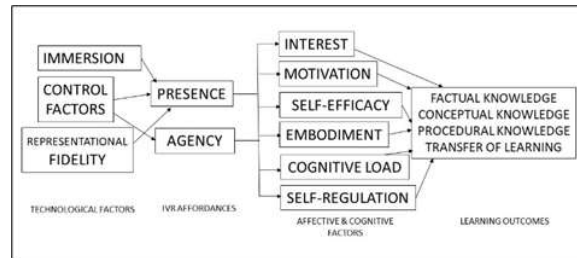 IMMERSION
CONTROL
FACTORS
REPRESENTATIONAL
FIDELITY
TECHNOLOGICAL FACTORS
PRESENCE
AGENCY
IVR AFFORDANCES
INTEREST
MOTIVATION
SELF-EFFICACY
EMBODIMENT
COGNITIVE LOAD
SELF-REGULATION
AFFECTIVE & COGNITIVE
FACTORS
FACTUAL KNOWLEDGE
CONCEPTUAL KNOWLEDGE
PROCEDURAL KNOWLEDGE
TRANSFER OF LEARNING
LEARNING OUTCOMES